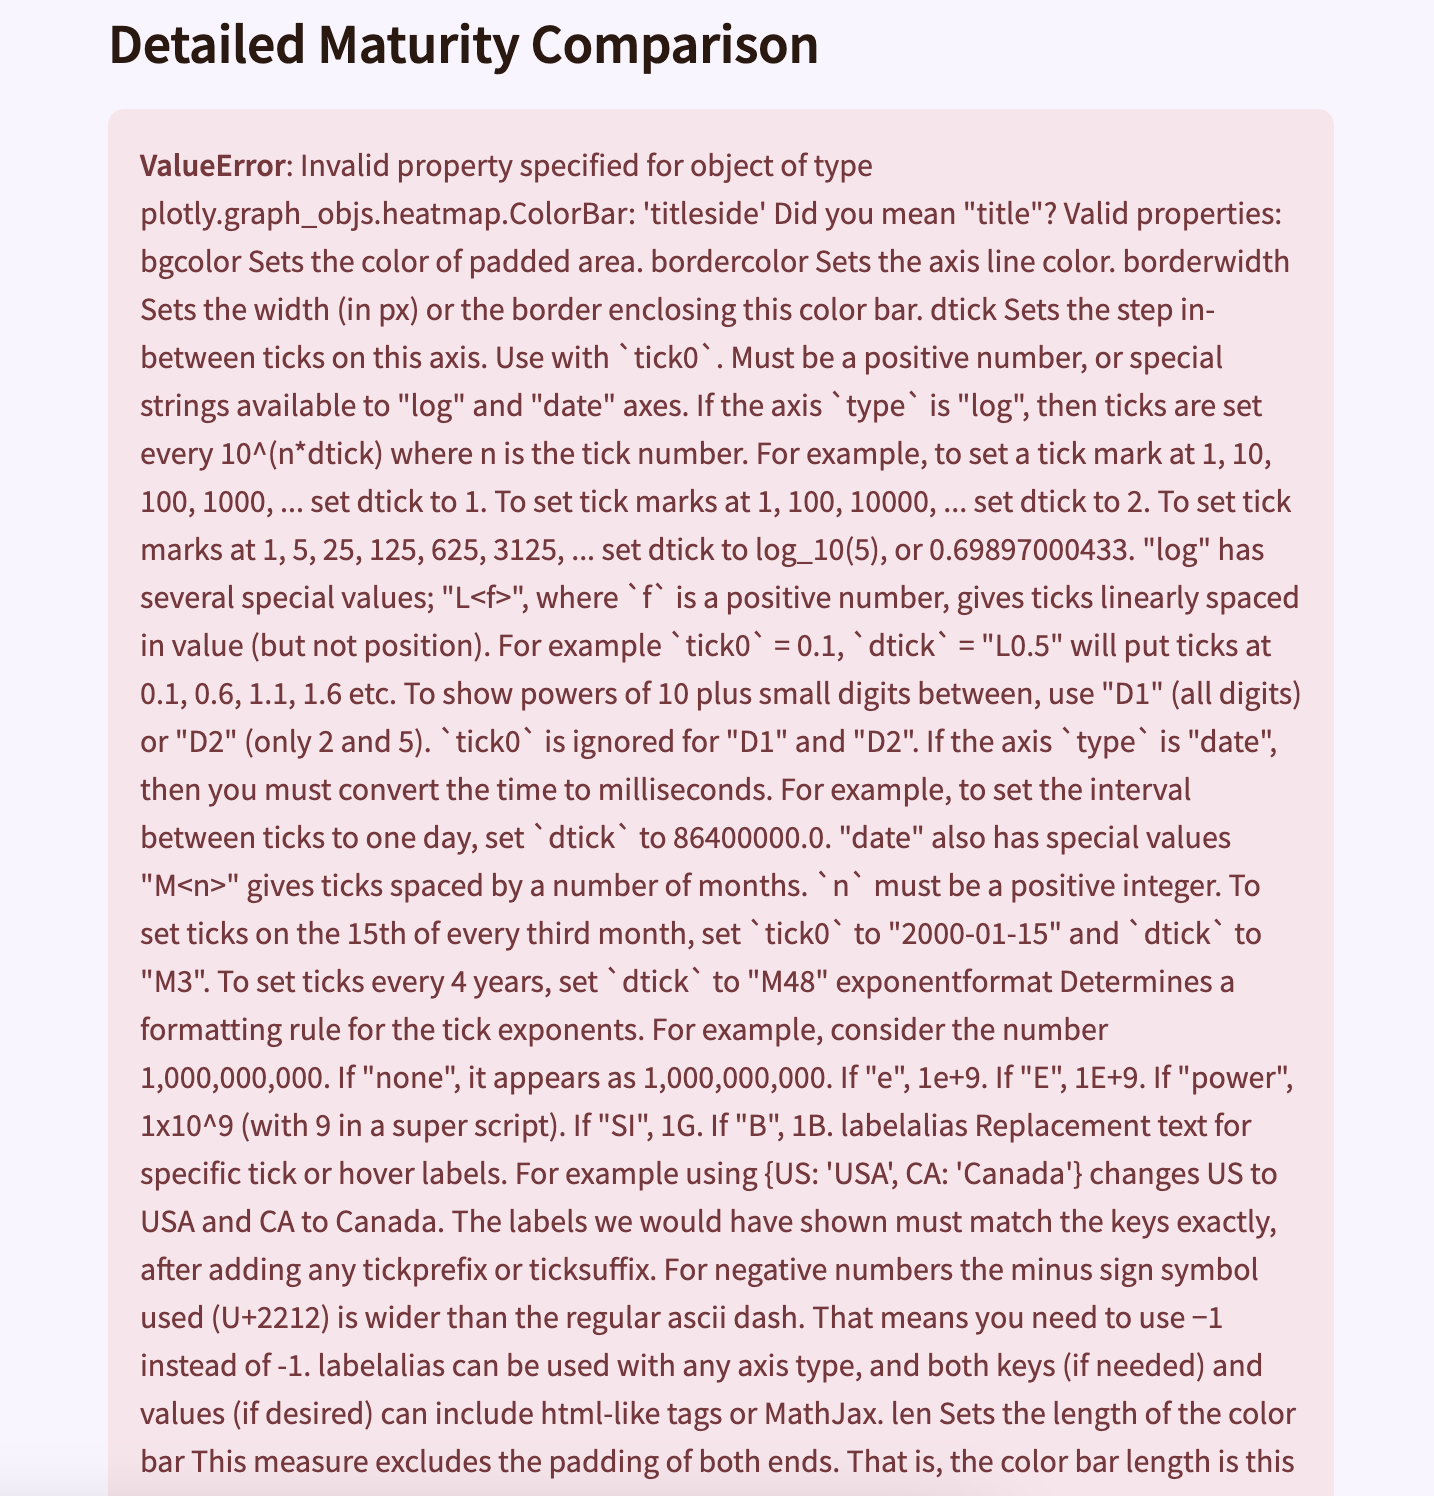 Detailed Maturity Comparison
ValueError: Invalid property specified for object of type
plotly.graph_objs.heatmap.ColorBar: 'titleside' Did you mean "title"? Valid properties:
bgcolor Sets the color of padded area. bordercolor Sets the axis line color. borderwidth
Sets the width (in px) or the border enclosing this color bar. dtick Sets the step in-
between ticks on this axis. Use with `tick0`. Must be a positive number, or special
strings available to "log" and "date" axes. If the axis `type` is "log", then ticks are set
every 10^(n*dtick) where n is the tick number. For example, to set a tick mark at 1, 10,
100, 1000, ... set dtick to 1. To set tick marks at 1, 100, 10000, ... set dtick to 2. To set tick
marks at 1, 5, 25, 125, 625, 3125, ... set dtick to log_10(5), or 0.69897000433. "log" has
several special values; "L<f>", where `f` is a positive number, gives ticks linearly spaced
in value (but not position). For example `tick0` = 0.1, `dtick` = "L0.5" will put ticks at
0.1, 0.6, 1.1, 1.6 etc. To show powers of 10 plus small digits between, use "D1" (all digits)
or "D2" (only 2 and 5). `tick0` is ignored for "D1" and "D2". If the axis `type` is "date",
then you must convert the time to milliseconds. For example, to set the interval
between ticks to one day, set `dtick` to 86400000.0. "date" also has special values
"M<n>" gives ticks spaced by a number of months. `n` must be a positive integer. To
set ticks on the 15th of every third month, set `tick0` to "2000-01-15" and `dtick` to
"M3". To set ticks every 4 years, set `dtick` to "M48" exponentformat Determines a
formatting rule for the tick exponents. For example, consider the number
1,000,000,000. If "none", it appears as 1,000,000,000. If "e", 1e+9. If "E", 1E+9. If "power",
1x10^9 (with 9 in a super script). If "SI", 1G. If "B", 1B. labelalias Replacement text for
specific tick or hover labels. For example using {US: 'USA', CA: 'Canada'} changes US to
USA and CA to Canada. The labels we would have shown must match the keys exactly,
after adding any tickprefix or ticksuffix. For negative numbers the minus sign symbol
used (U+2212) is wider than the regular ascii dash. That means you need to use −1
instead of -1. labelalias can be used with any axis type, and both keys (if needed) and
values (if desired) can include html-like tags or MathJax. len Sets the length of the color
bar This measure excludes the padding of both ends. That is, the color bar length is this